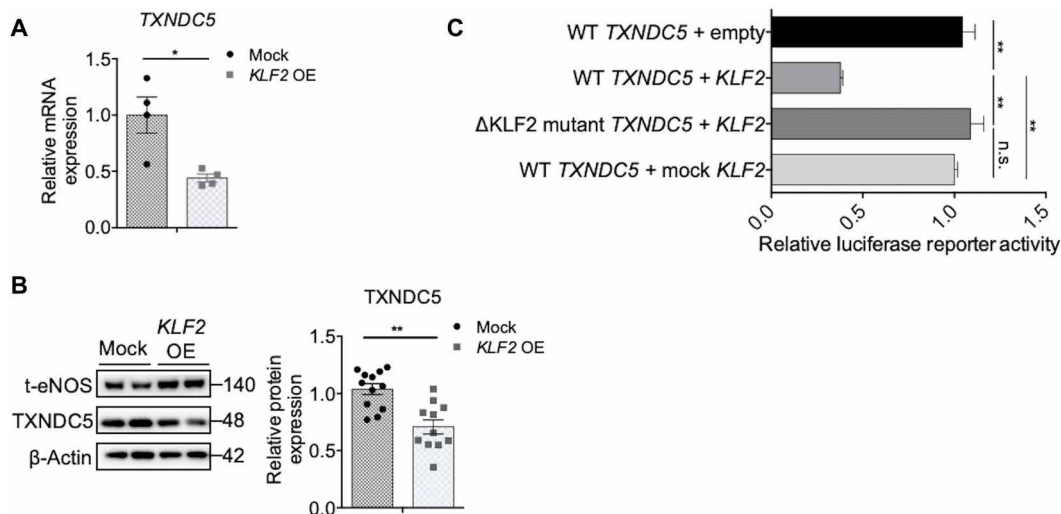 A
TXNDC5
Relative mRNA
expression
1.5
1.0
0.5
0.0
*
Mock
KLF2 OE
B
Mock
KLF2
OE
t-eNOS
140
TXNDC5
48
β-Actin
42
TXNDC5
Relative protein
expression
1.5
1.0
0.5
0.0
**
Mock
KLF2 OE
C
WT TXNDC5 + empty
WT TXNDC5 + KLF2
ΔKLF2 mutant TXNDC5 + KLF2
WT TXNDC5 + mock KLF2
**
**
n.s.
**
0.0
0.5
1.0
1.5
Relative luciferase reporter activity